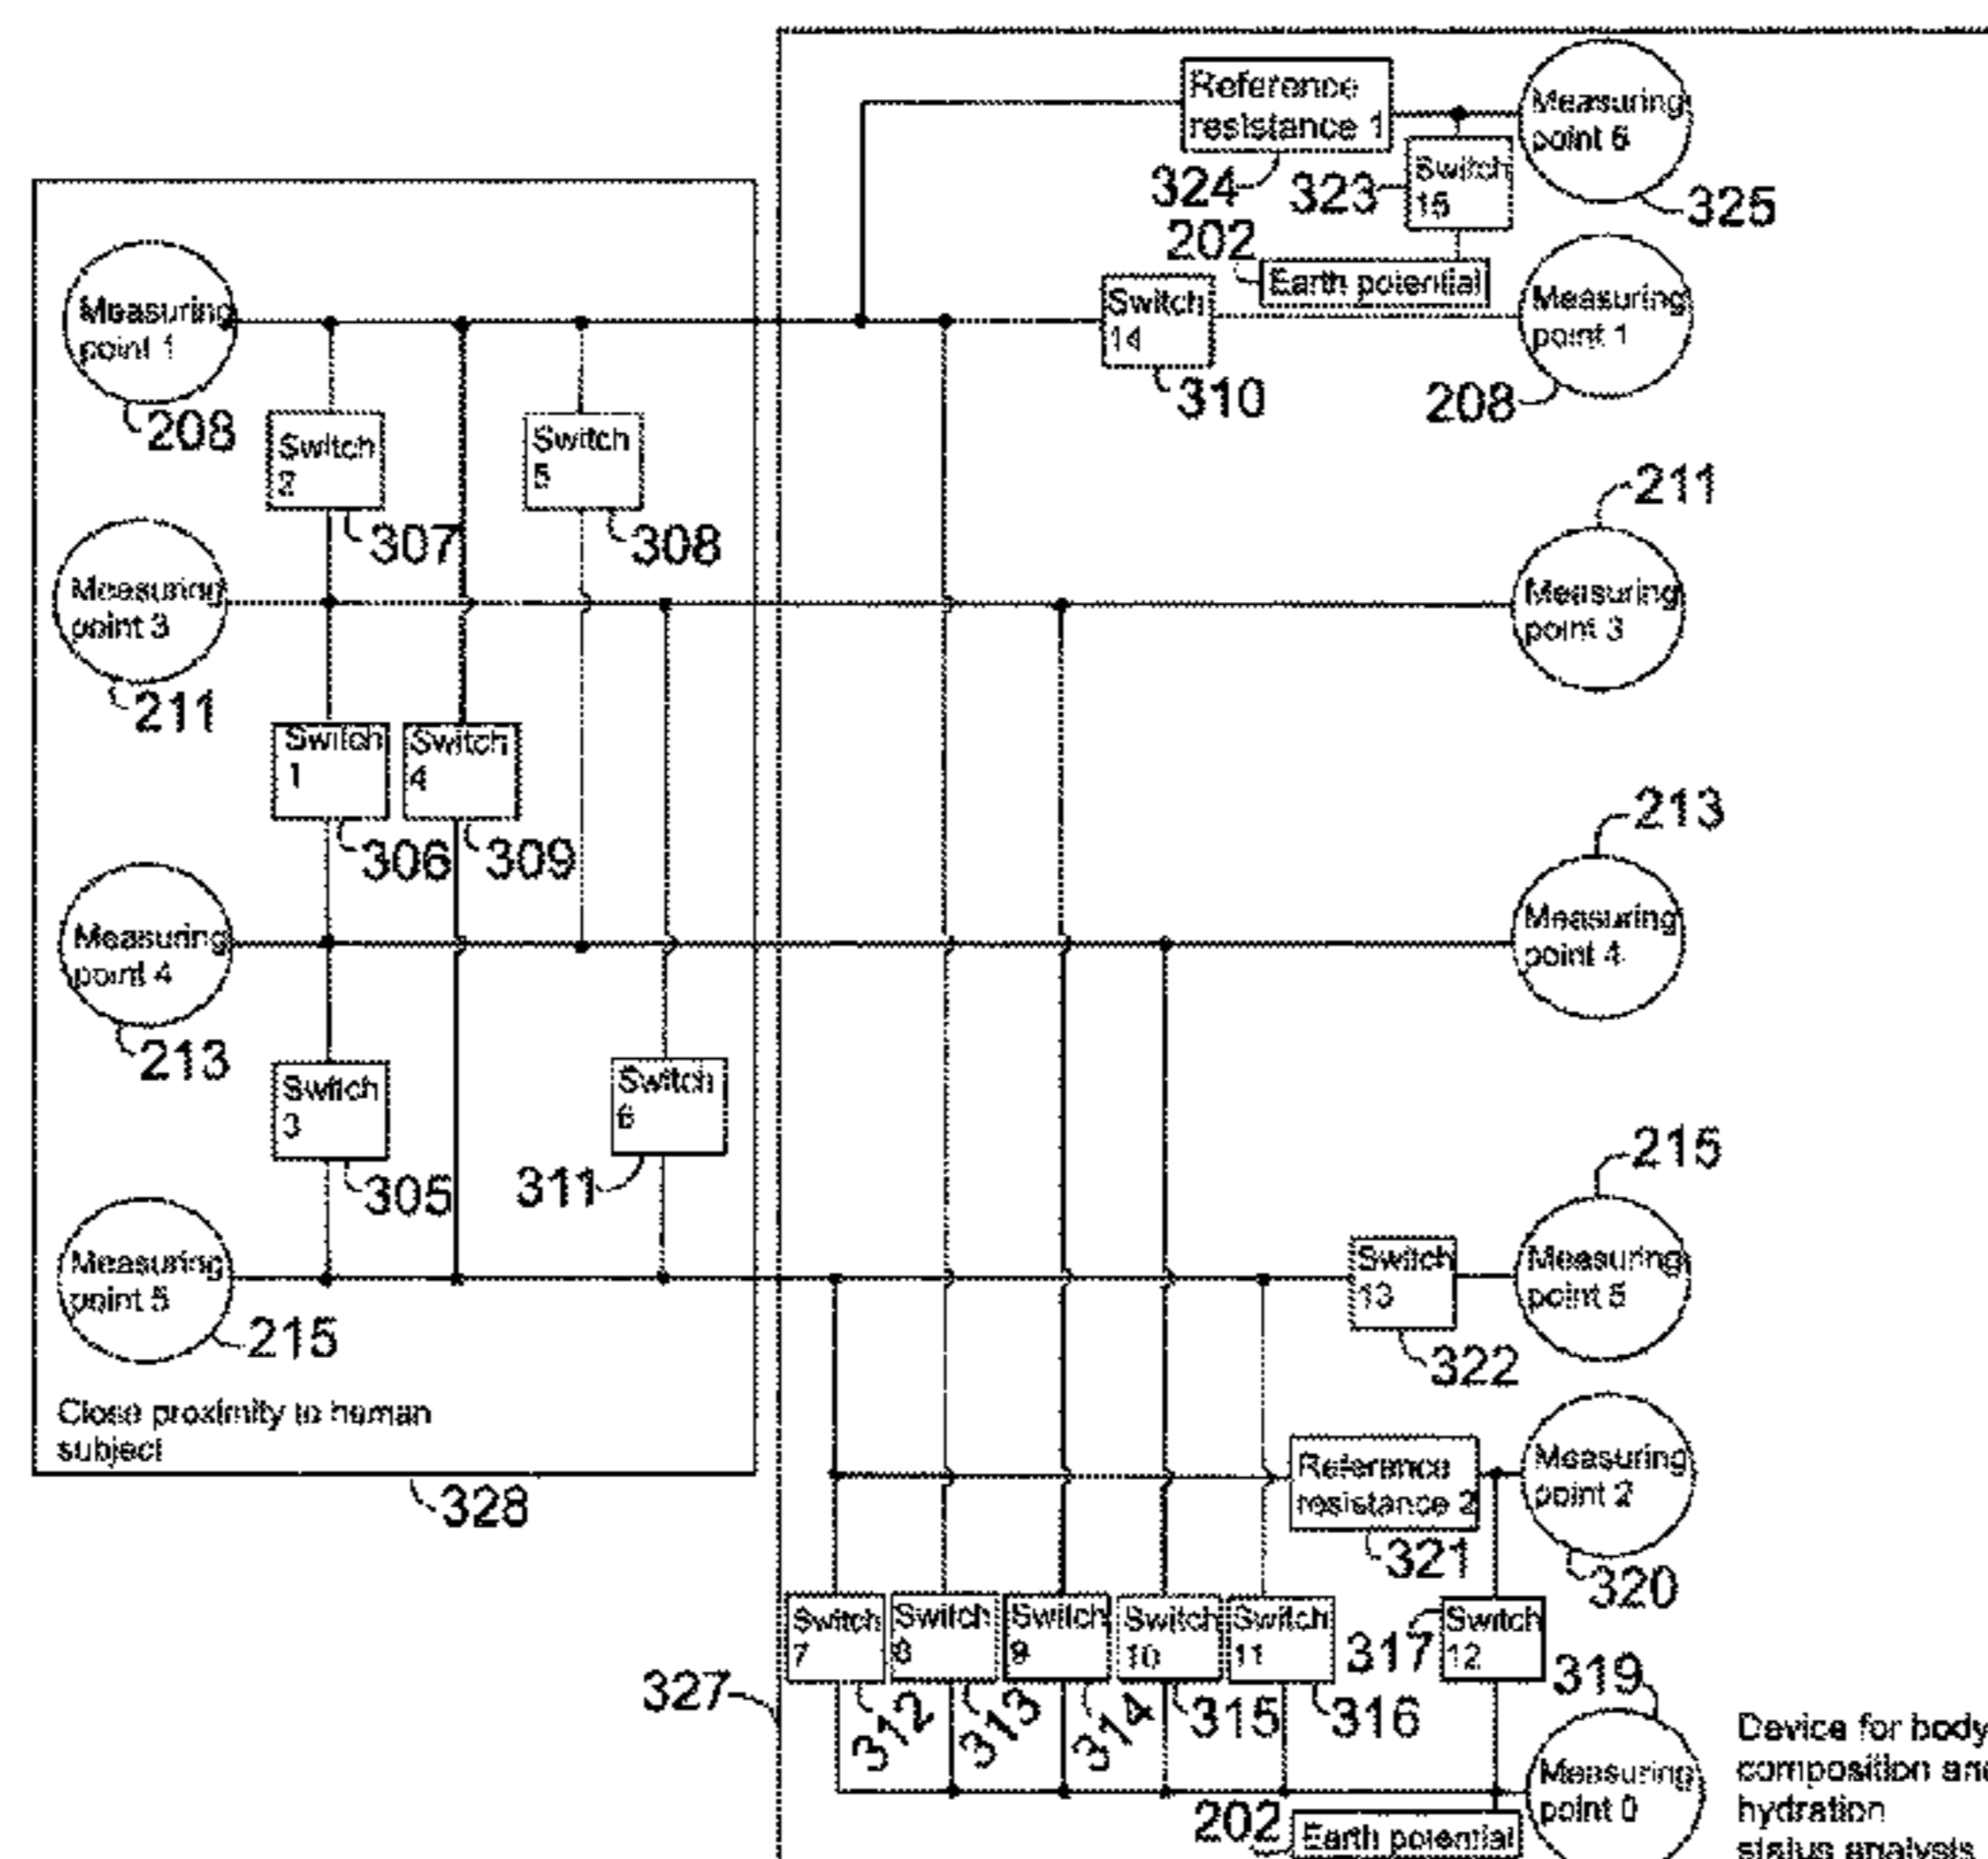 Reference
resistance 1
Measuring
point 6
324
323
Switch
15
325
202
Earth potential
Switch
14
310
Measuring
point 1
208
Measuring
point 1
208
Switch
2
307
Switch
5
308
211
Measuring
point 3
211
Measuring
point 3
Switch
1
306
Switch
4
309
213
Measuring
point 4
213
Measuring
point 4
Switch
3
305
Switch
6
311
215
Measuring
point 5
215
Switch
13
322
Measuring
point 5
Close proximity to human
subject
328
Reference
resistance 2
321
Measuring
point 2
320
Switch
7
312
Switch
8
313
Switch
9
314
Switch
10
315
Switch
11
316
317
Switch
12
319
327
Measuring
point 0
202
Earth potential
Device for body
composition and
hydration
status analysis